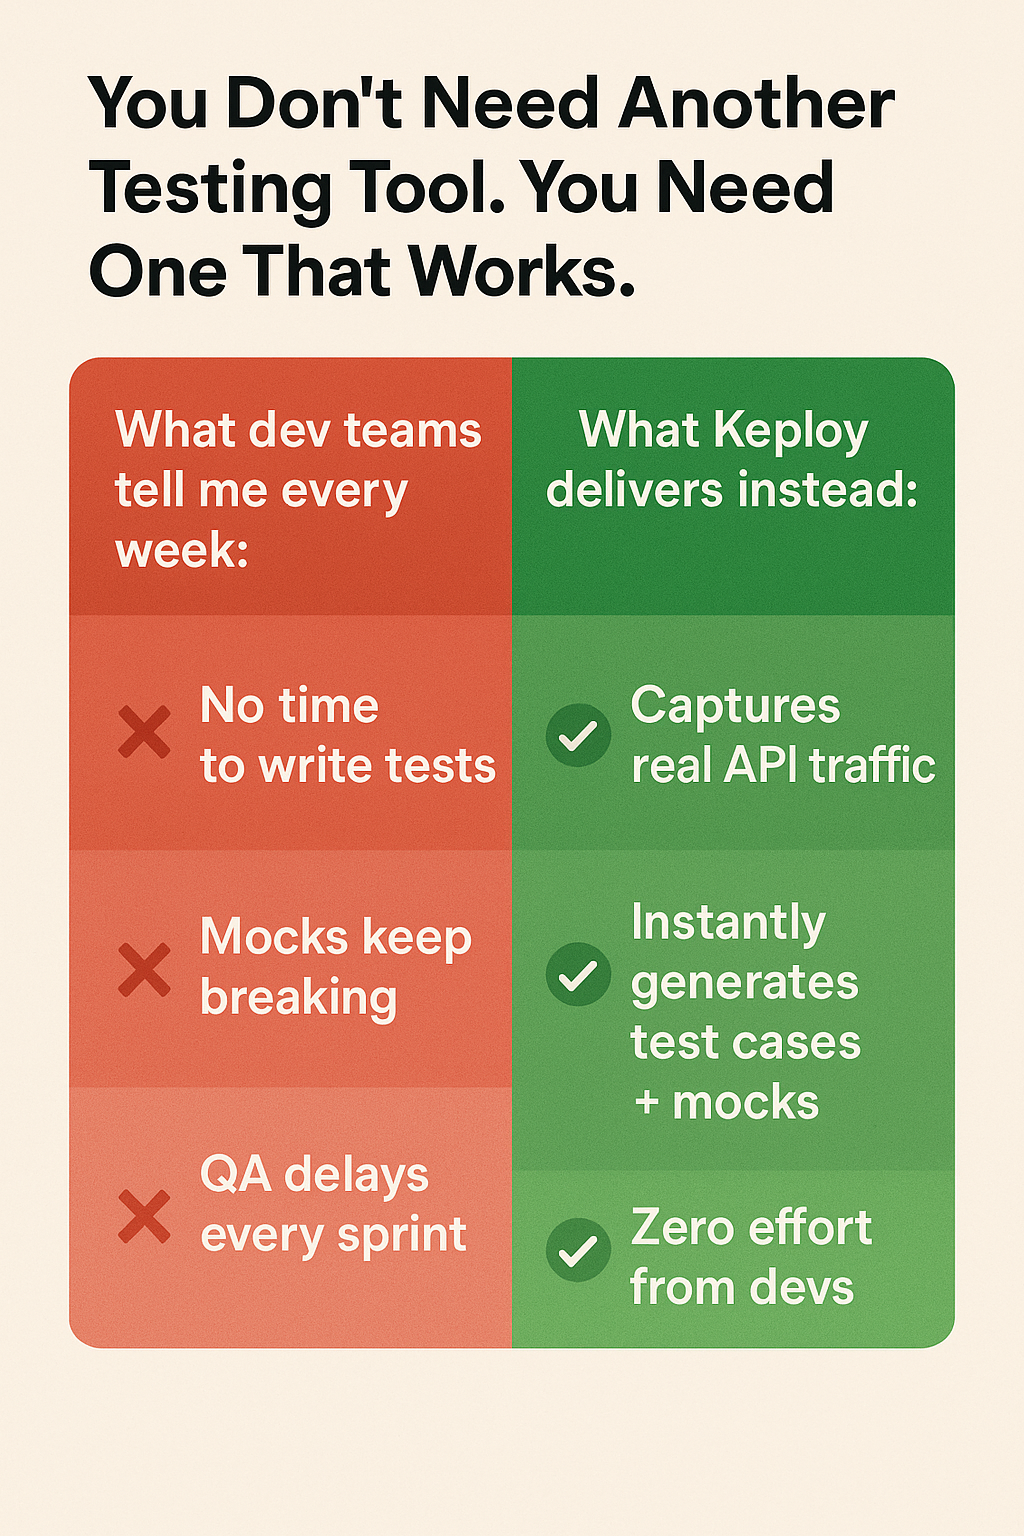 You Don't Need Another
Testing Tool. You Need
One That Works.
What dev teams
tell me every
week:
No time
to write tests
Mocks keep
breaking
QA delays
every sprint
What Keploy
delivers instead:
Captures
real API traffic
Instantly
generates
test cases
+ mocks
Zero effort
from devs